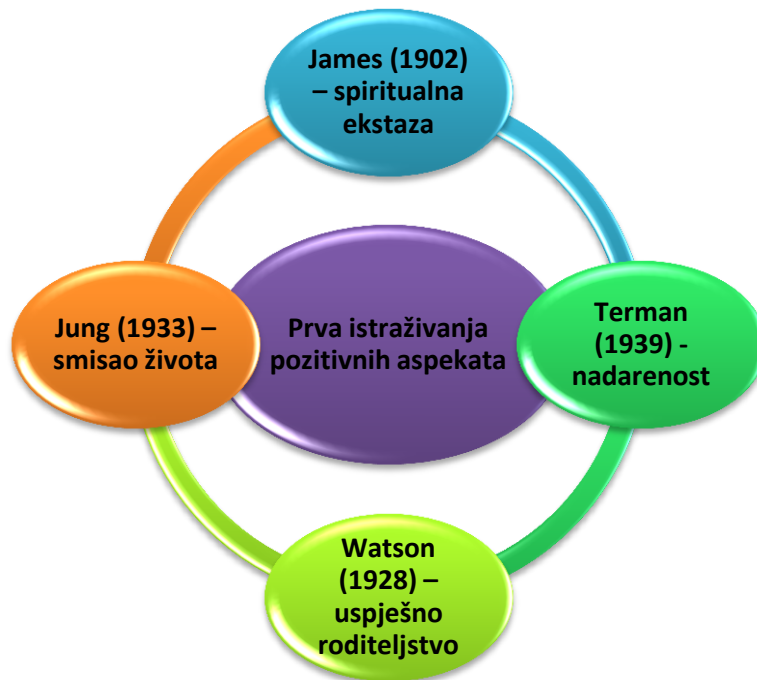 James (1902)
– spiritualna
ekstaza
Jung (1933) –
smisao života
Prva istraživanja
pozitivnih aspekata
Terman
(1939) -
nadarenost
Watson
(1928) –
uspješno
roditeljstvo